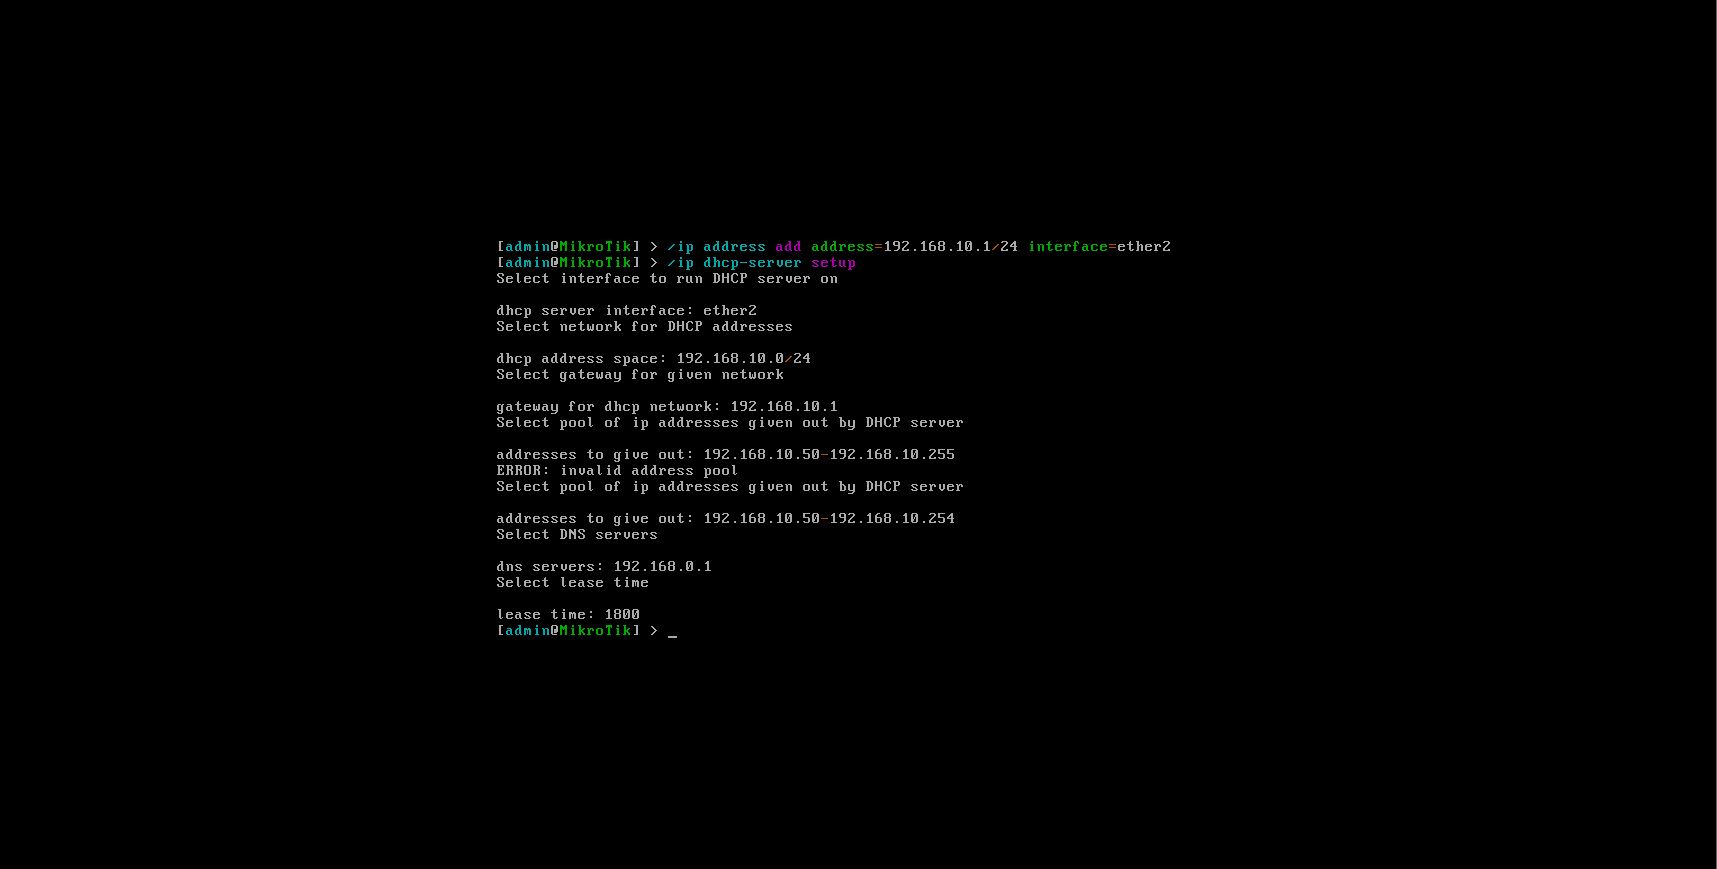 [admin@MikroTik] > /ip address add address=192.168.10.1/24 interface=ether2
[admin@MikroTik] > /ip dhcp-server setup
Select interface to run DHCP server on
dhcp server interface: ether2
Select network for DHCP addresses
dhcp address space: 192.168.10.0/24
Select gateway for given network
gateway for dhcp network: 192.168.10.1
Select pool of ip addresses given out by DHCP server
addresses to give out: 192.168.10.50-192.168.10.255
ERROR: invalid address pool
Select pool of ip addresses given out by DHCP server
addresses to give out: 192.168.10.50-192.168.10.254
Select DNS servers
dns servers: 192.168.0.1
Select lease time
lease time: 1800
[admin@MikroTik] > _